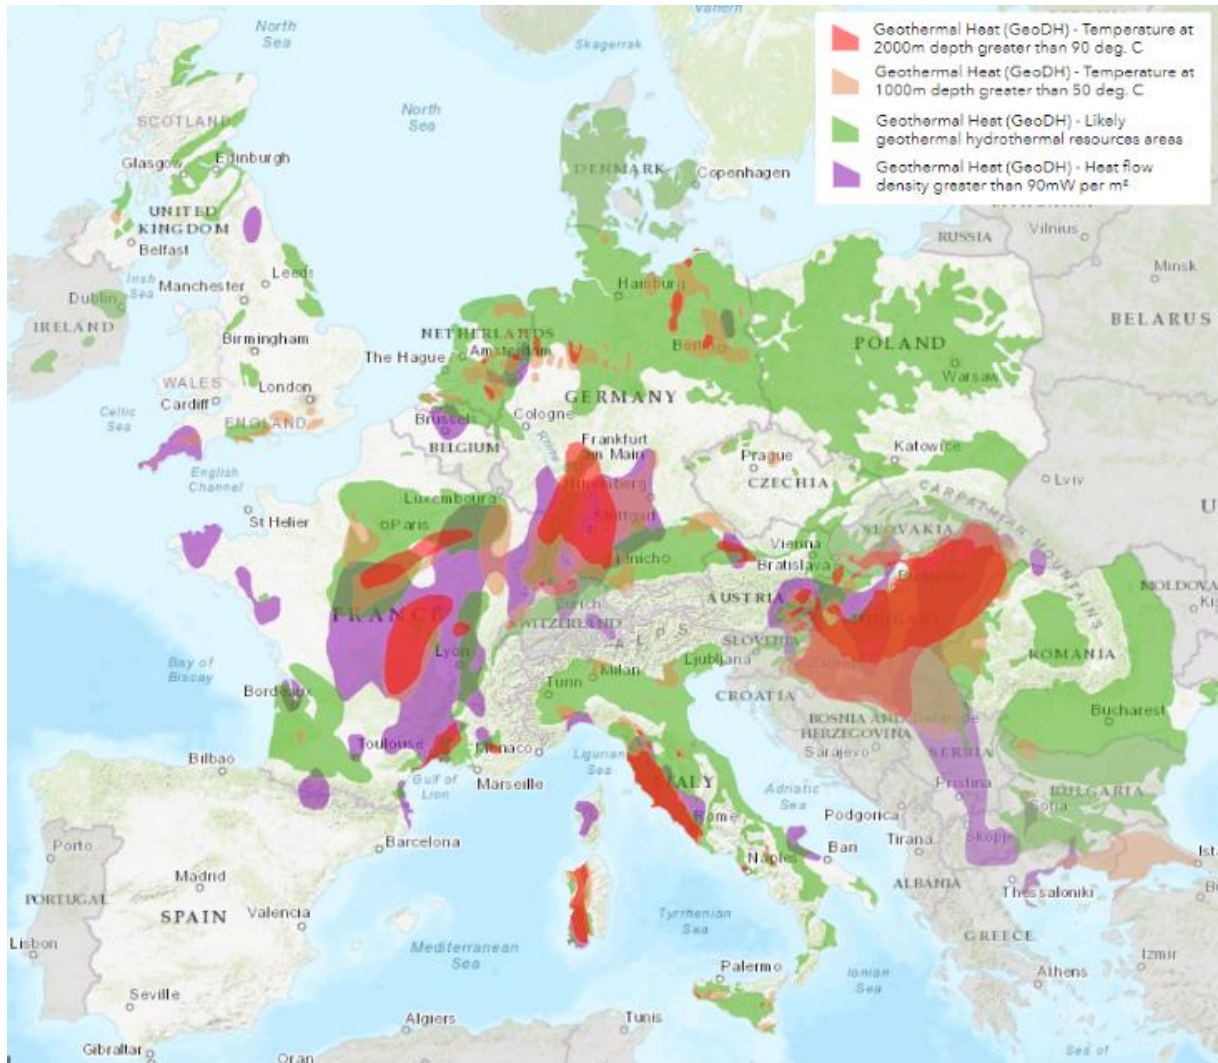 Geothermal Heat (GeoDH) - Temperature at
2000m depth greater than 90 deg. C
Geothermal Heat (GeoDH) - Temperature at
1000m depth greater than 50 deg. C
Geothermal Heat (GeoDH) - Likely
geothermal hydrothermal resources areas
Geothermal Heat (GeoDH) - Heat flow
density greater than 90mW per m²
North
Sea
Skagerrak
North
Sea
SCOTLAND
Glasgow
Edinburgh
DENMARK
Copenhagen
UNITED
KINGDOM
Belfast
RUSSIA
Vilnius
Minsk
Irish
Sea
Manchester
Leeds
Dublin
IRELAND
Hamburg
BELARUS
Birmingham
NETHERLANDS
The Hague
Amsterdam
Berlin
POLAND
Warsaw
WALES
Cardiff
London
ENGLAND
Celtic
Sea
GERMANY
Brussels
BELGIUM
Cologne
Rhine
Frankfurt
am Main
Prague
CZECHIA
Katowice
Lviv
English
Channel
Luxembourg
Nuremberg
St Helier
Paris
Stuttgart
CARPATHIAN MOUNTAINS
SLOVAKIA
Munich
Vienna
Bratislava
Zurich
AUSTRIA
MOLDOVA
FRANCE
SWITZERLAND
ALPS
SLOVENIA
Ljubljana
ROMANIA
Bay of
Biscay
Lyon
Milan
Turin
CROATIA
Bordeaux
BOSNIA AND
HERZEGOVINA
Belgrade
Bucharest
Sarajevo
SERBIA
Bilbao
Toulouse
Monaco
Marseille
Gulf of
Lion
Ligurian
Sea
ITALY
Adriatic
Sea
Pristina
Sofia
BULGARIA
Porto
Barcelona
Rome
Podgorica
Tirana
Skopje
Bari
Naples
ALBANIA
Thessaloniki
PORTUGAL
Madrid
SPAIN
Valencia
Tyrrhenian
Sea
GREECE
Lisbon
Mediterranean
Sea
Izmir
Palermo
Ionian
Sea
Athens
Seville
Algiers
Tunis
Gibraltar
Oran
Sea of